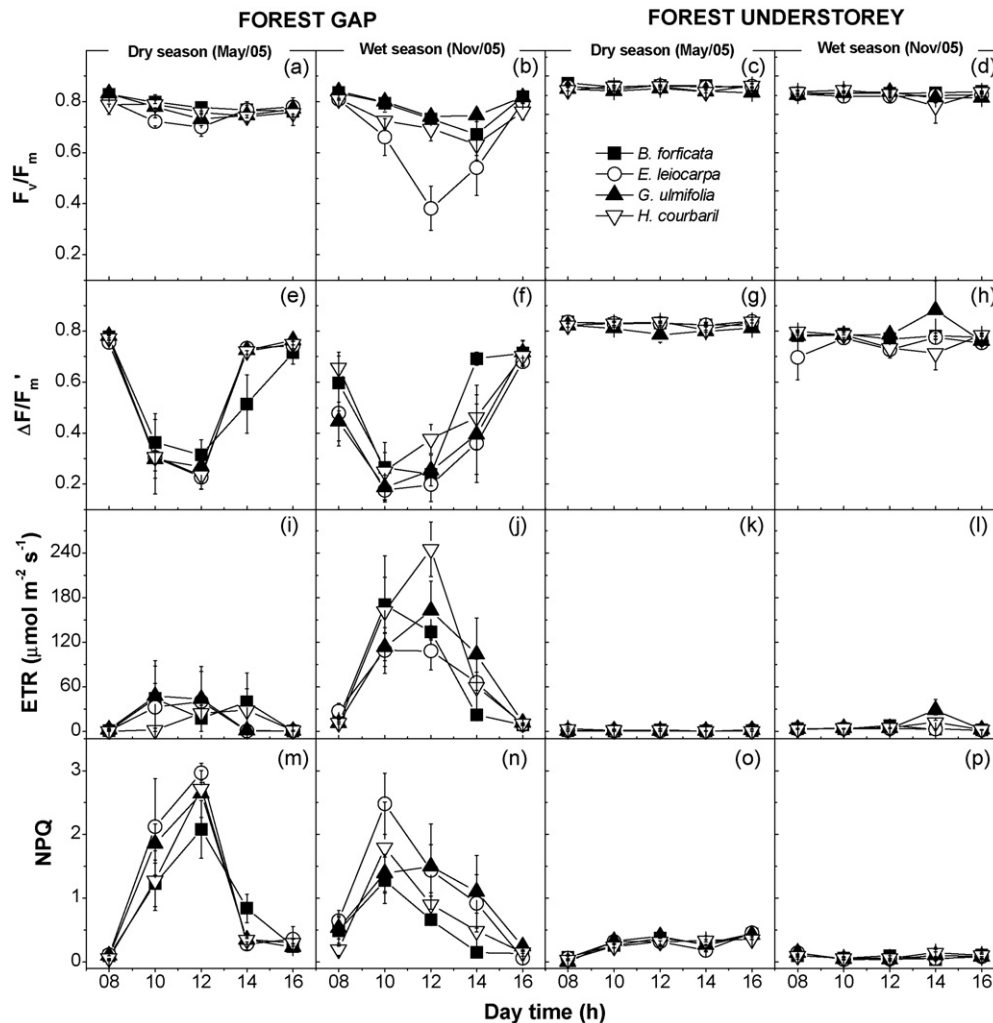 FOREST GAP FOREST UNDERSTOREY
Dry season (May/05) Wet season (Nov/05) Dry season (May/05) Wet season (Nov/05)
(a) (b) (c) (d)
Fv/Fm
0.8
0.6
0.4
0.2
B. forficata
E. leiocarpa
G. ulmifolia
H. courbaril
(e) (f) (g) (h)
ΔF/Fm'
0.8
0.6
0.4
0.2
(i) (j) (k) (l)
ETR (μmol m⁻² s⁻¹)
240
180
120
60
0
(m) (n) (o) (p)
NPQ
3
2
1
0
08 10 12 14 16 08 10 12 14 16 08 10 12 14 16 08 10 12 14 16
Day time (h)